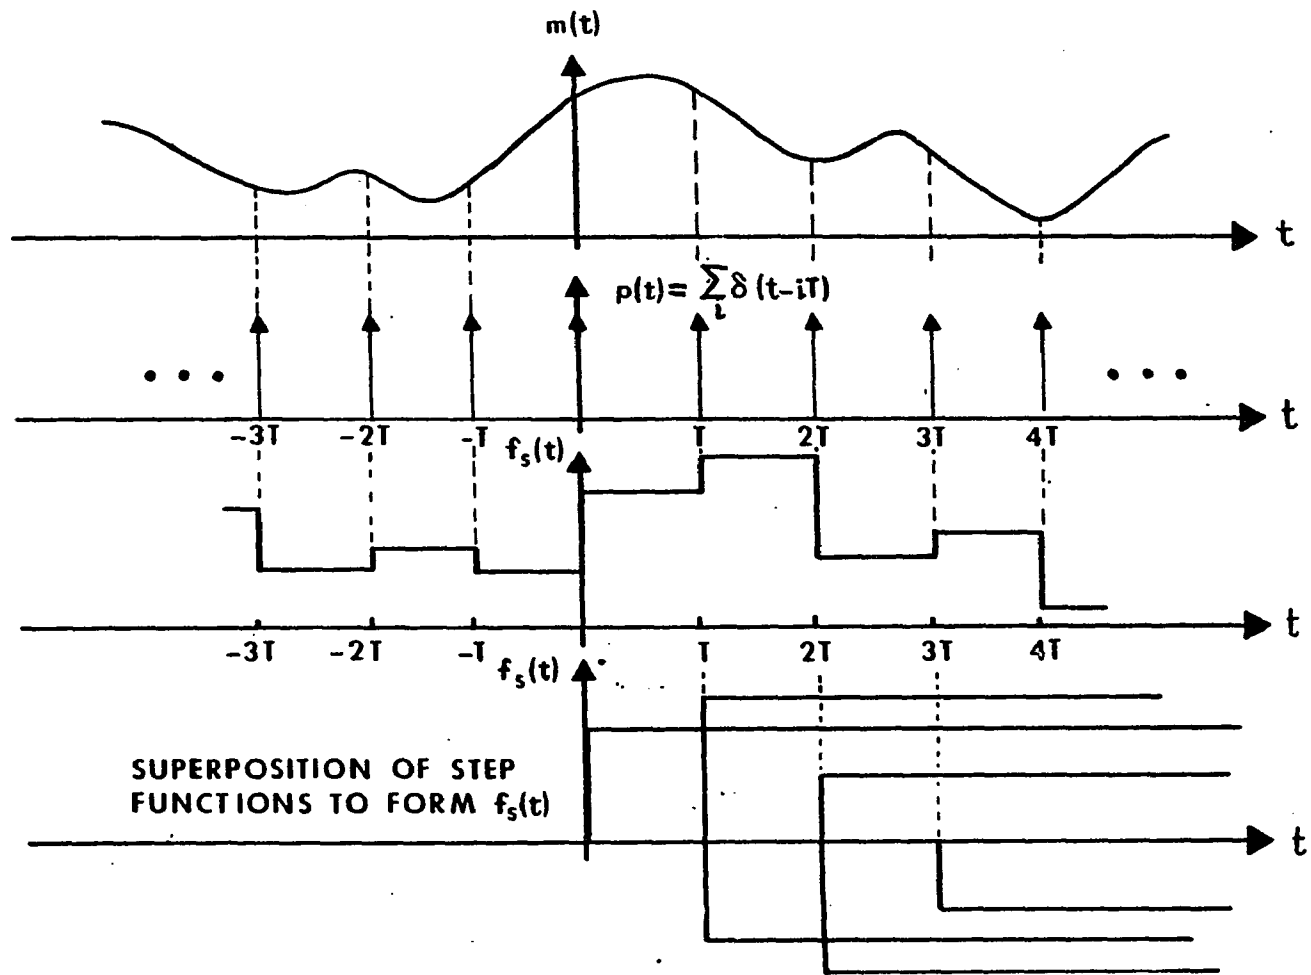 m(t)
t
p(t)= ∑ δ (t-iT)
i
t
-3T -2T -T T 2T 3T 4T
f_s(t)
t
-3T -2T -T T 2T 3T 4T
f_s(t)
SUPERPOSITION OF STEP
FUNCTIONS TO FORM f_s(t)
t